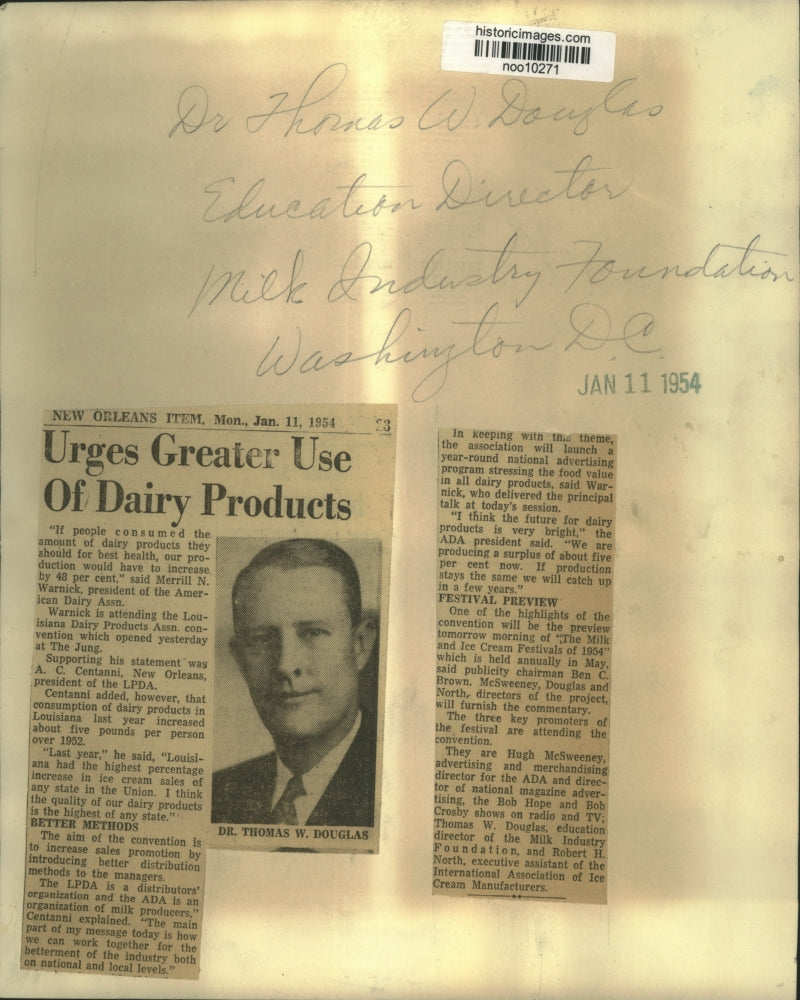 historicimages.com
noo10271
Dr Thomas W. Douglas
Education Director
Milk Industry Foundation
Washington D.C.
JAN 11 1954
NEW ORLEANS ITEM, Mon., Jan. 11, 1954 23
Urges Greater Use
Of Dairy Products
"If people consumed the
amount of dairy products they
should for best health, our pro-
duction would have to increase
by 48 per cent," said Merrill N.
Warnick, president of the Amer-
ican Dairy Assn.
Warnick is attending the Lou-
isiana Dairy Products Assn. con-
vention which opened yesterday
at The Jung.
Supporting his statement was
A. C. Centanni, New Orleans,
president of the LPDA.
Centanni added, however, that
consumption of dairy products in
Louisiana last year increased
about five pounds per person
over 1952.
"Last year," he said, "Louisi-
ana had the highest percentage
increase in ice cream sales of
any state in the Union. I think
the quality of our dairy products
is the highest of any state."
BETTER METHODS
The aim of the convention is
to increase sales promotion by
introducing better distribution
methods to the managers.
The LPDA is a distributors'
organization and the ADA is an
organization of milk producers,"
Centanni explained. "The main
part of my message today is how
we can work together for the
betterment of the industry both
on national and local levels."
DR. THOMAS W. DOUGLAS
In keeping with this theme,
the association will launch a
year-round national advertising
program stressing the food value
in all dairy products, said War-
nick, who delivered the principal
talk at today's session.
"I think the future for dairy
products is very bright," the
ADA president said. "We are
producing a surplus of about five
per cent now. If production
stays the same we will catch up
in a few years."
FESTIVAL PREVIEW
One of the highlights of the
convention will be the preview
tomorrow morning of "The Milk
and Ice Cream Festivals of 1954"
which is held annually in May,
said publicity chairman Ben C.
Brown. McSweeney, Douglas and
North, directors of the project,
will furnish the commentary.
The three key promoters of
the festival are attending the
convention.
They are Hugh McSweeney,
advertising and merchandising
director for the ADA and direc-
tor of national magazine adver-
tising, the Bob Hope and Bob
Crosby shows on radio and TV;
Thomas W. Douglas, education
director of the Milk Industry
Foundation, and Robert H.
North, executive assistant of the
International Association of Ice
Cream Manufacturers.